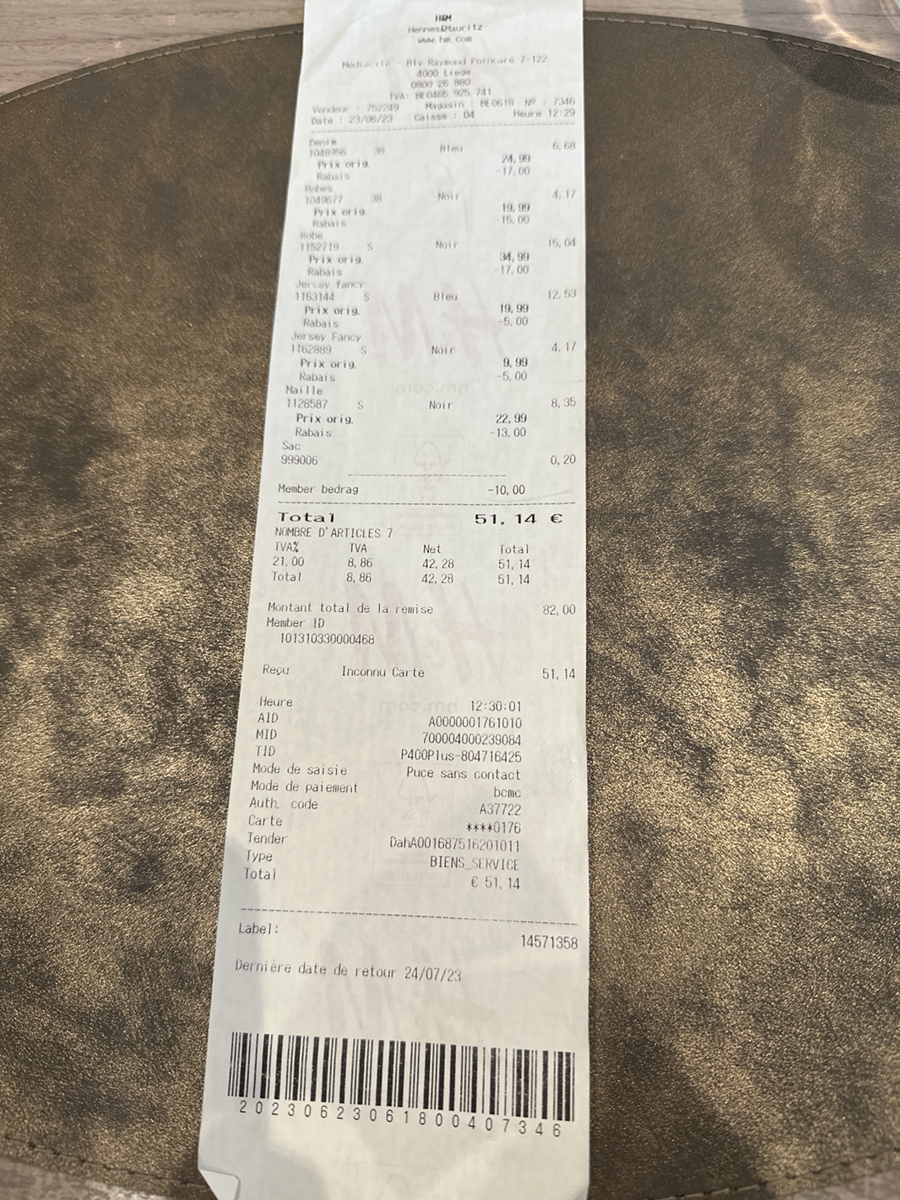 H&M
Hennes&Mauritz
www.hm.com
Médiacité - Blv Raymond Poincaré 7-122
4000 Liege
0800 26 880
TVA: BE0465.925.741
Vendeur : 752249 Magasin : BE0618 Nº : 7346
Date : 23/06/23 Caisse : 04 Heure 12:29
Denim
1048956 38 Bleu 6,68
Prix orig. 24,99
Rabais -17,00
Robes
1049677 38 Noir 4,17
Prix orig. 19,99
Rabais -15,00
Robe
1152719 S Noir 15,04
Prix orig. 34,99
Rabais -17,00
Jersey fancy
1163144 S Bleu 12,53
Prix orig. 19,99
Rabais -5,00
Jersey Fancy
1162889 S Noir 4,17
Prix orig. 9,99
Rabais -5,00
Maille
1128587 S Noir 8,35
Prix orig. 22,99
Rabais -13,00
Sac
999006 0,20
Member bedrag -10,00
Total 51,14 €
NOMBRE D'ARTICLES 7
TVA% TVA Net Total
21,00 8,86 42,28 51,14
Total 8,86 42,28 51,14
Montant total de la remise 82,00
Member ID
101310330000468
Reçu Inconnu Carte 51,14
Heure 12:30:01
AID A0000001761010
MID 700004000239084
TID P400Plus-804716425
Mode de saisie Puce sans contact
Mode de paiement bcmc
Auth. code A37722
Carte ****0176
Tender DahA001687516201011
Type BIENS_SERVICE
Total € 51,14
Label: 14571358
Dernière date de retour 24/07/23
2023062306180040​7346